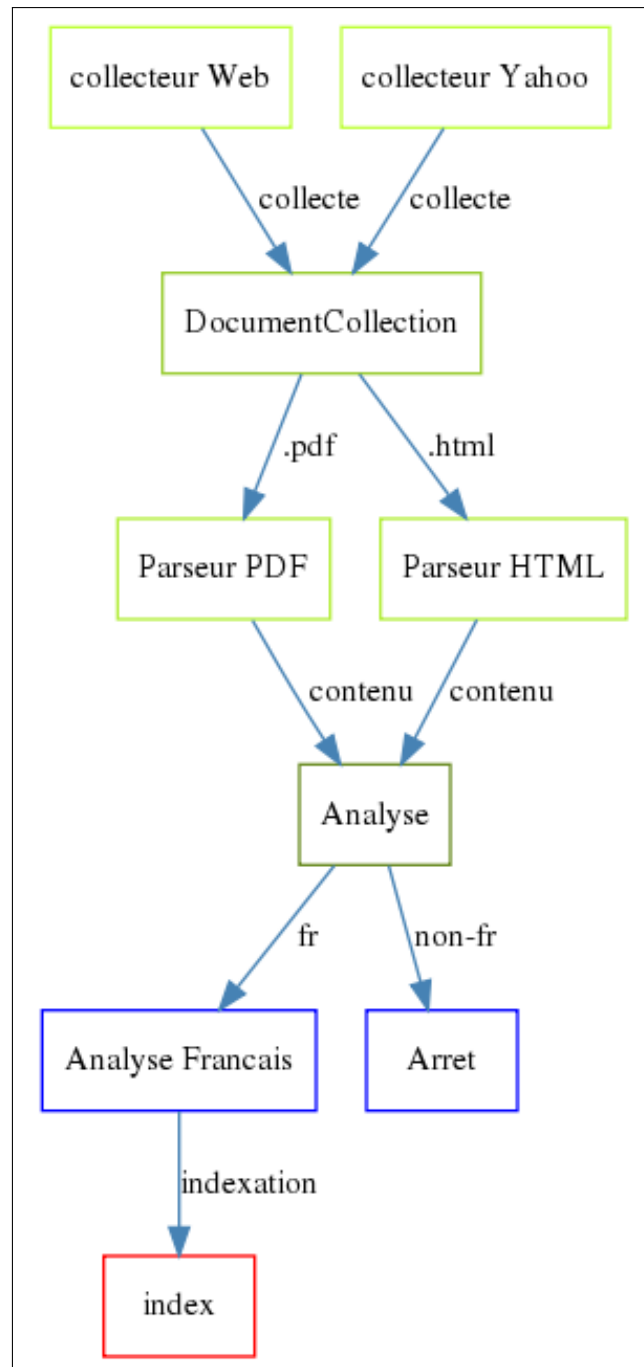 collecteur Web
collecteur Yahoo
collecte
collecte
DocumentCollection
.pdf
.html
Parseur PDF
Parseur HTML
contenu
contenu
Analyse
fr
non-fr
Analyse Francais
Arret
indexation
index